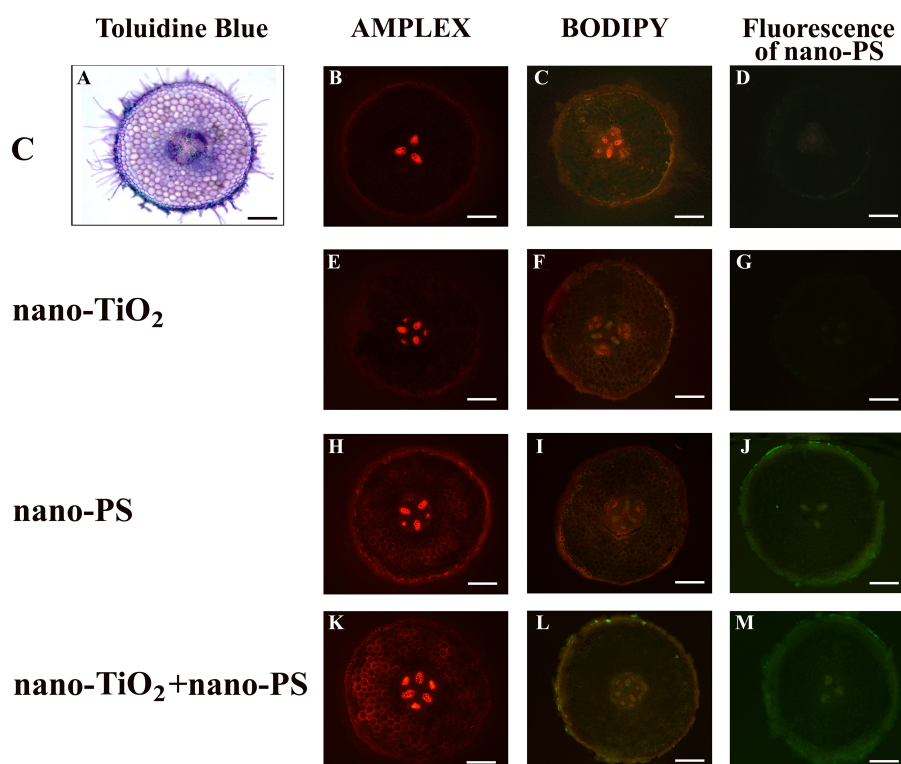 Toluidine Blue AMPLEX BODIPY Fluorescence
of nano-PS
A B C D
C
E F G
nano-TiO₂
H I J
nano-PS
K L M
nano-TiO₂+nano-PS